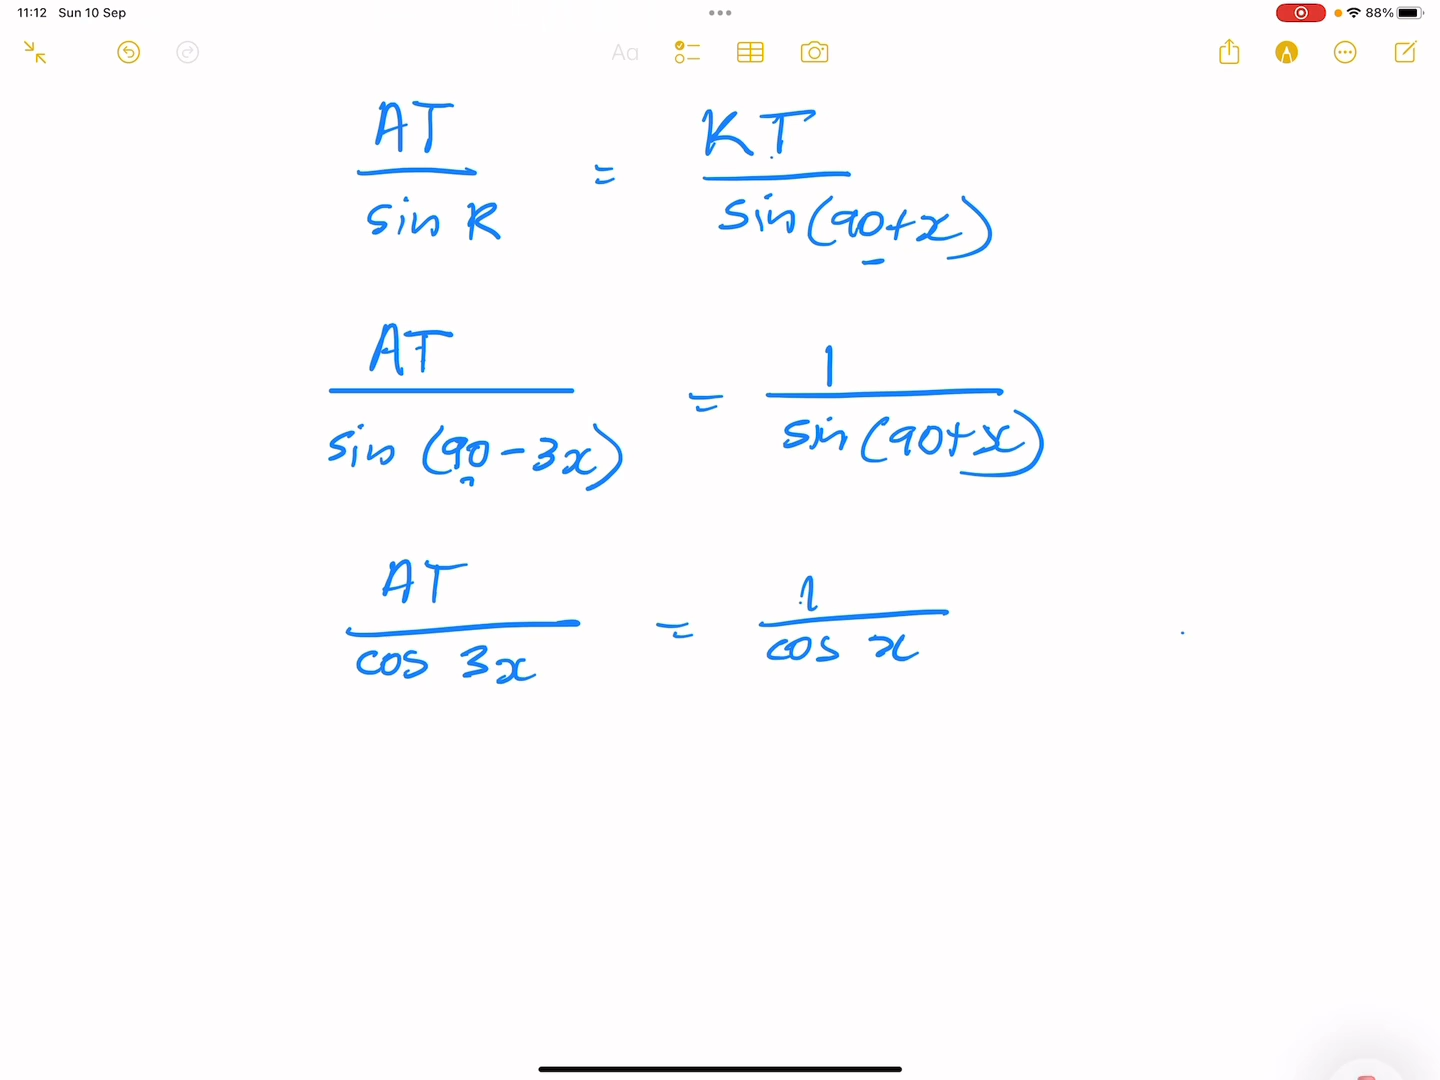 11:12 Sun 10 Sep 88%
Aa
AT / sin K = KT / sin(90+x)
AT / sin (90-3x) = 1 / sin(90+x)
AT / cos 3x = 1 / cos x